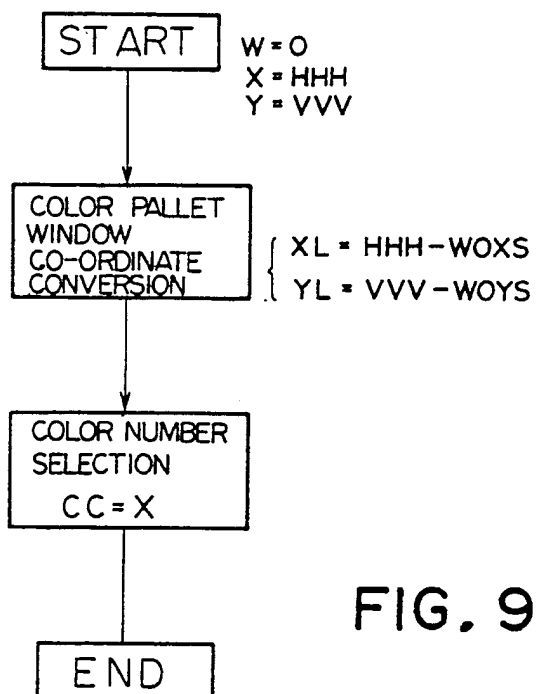 START
W = 0
X = HHH
Y = VVV
COLOR PALLET
WINDOW
CO-ORDINATE
CONVERSION
XL = HHH - WOXS
YL = VVV - WOYS
COLOR NUMBER
SELECTION
CC = X
END
FIG. 9